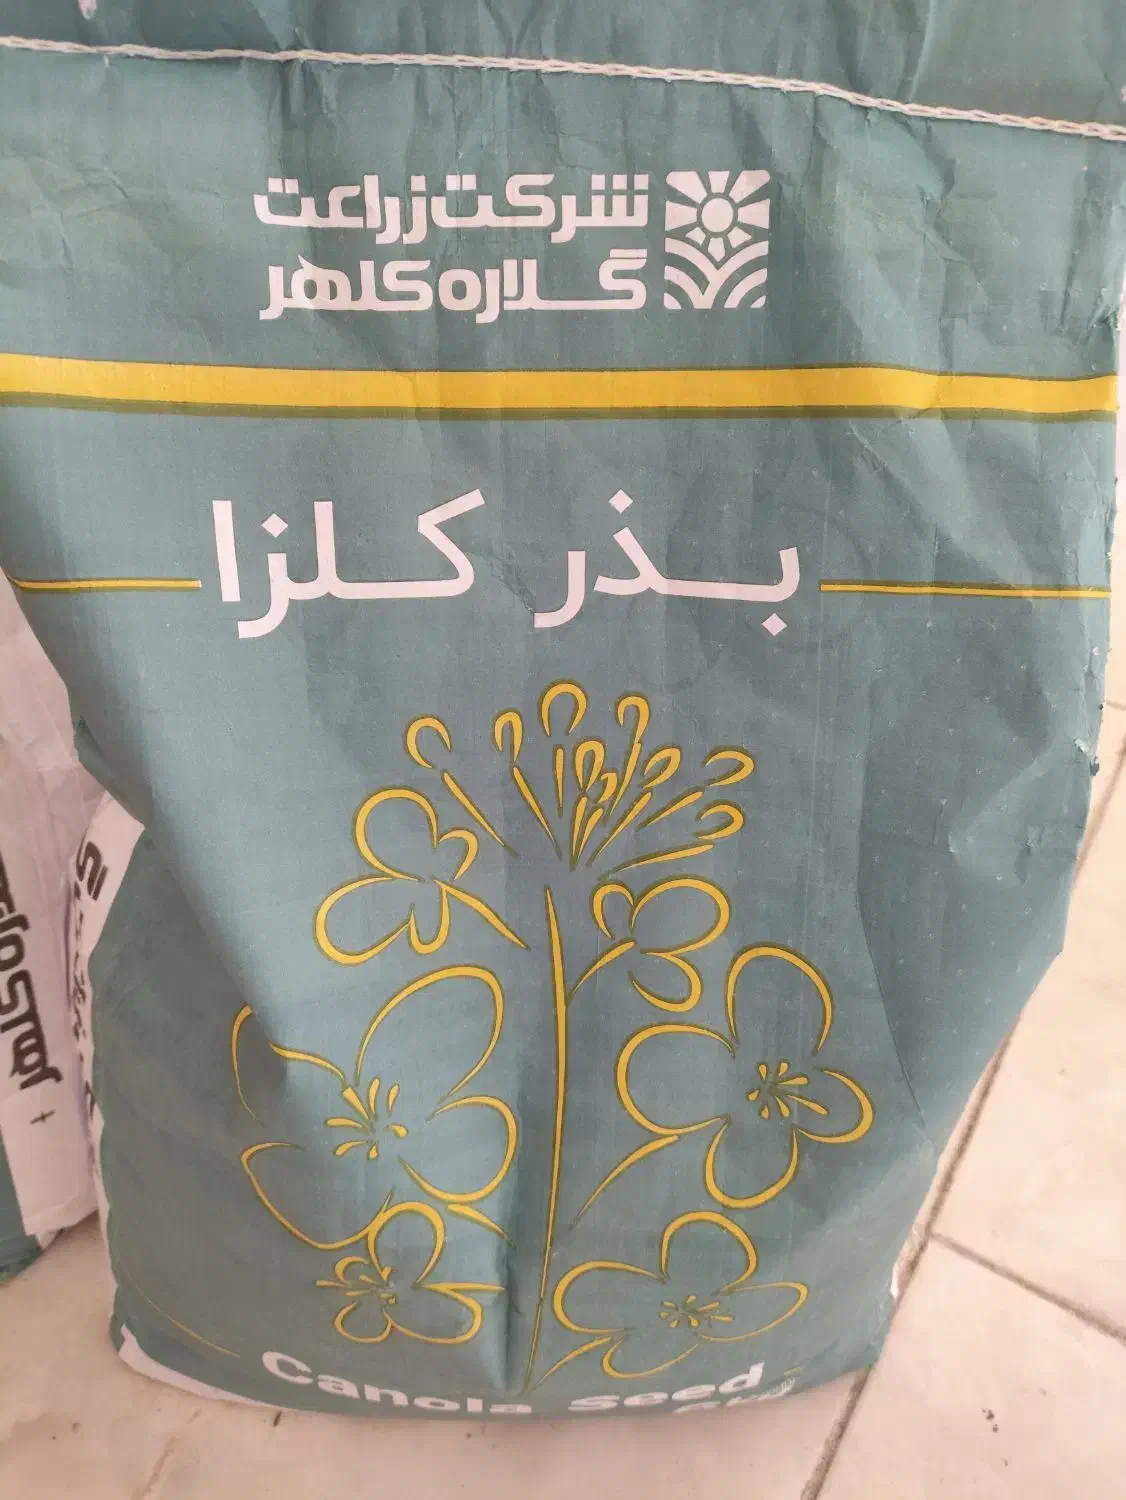 شرکت زراعت
گلاره کلهر
بذر کلزا
Canola Seed